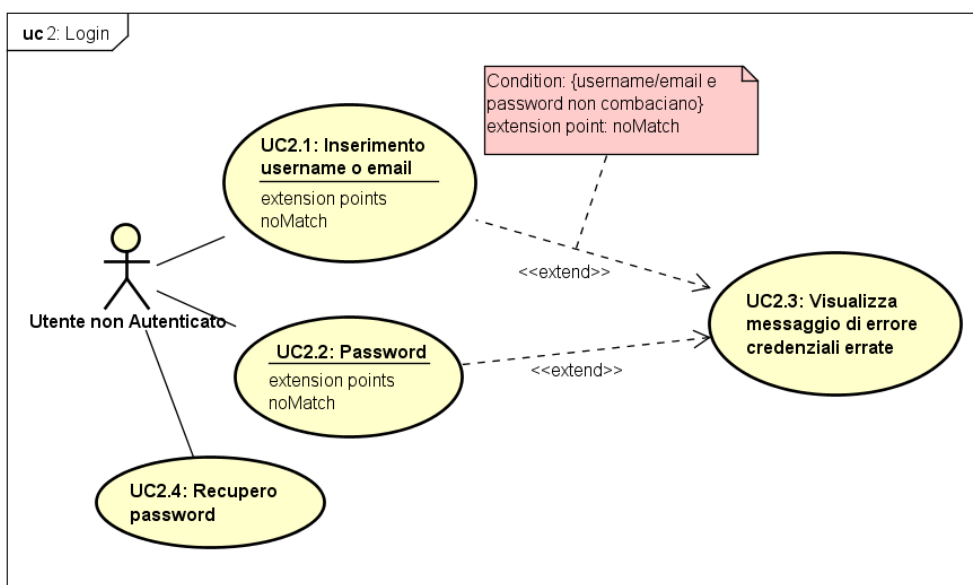 uc 2: Login
Condition: {username/email e
password non combaciano}
extension point: noMatch
UC2.1: Inserimento
username o email
extension points
noMatch
<<extend>>
Utente non Autenticato
UC2.3: Visualizza
messaggio di errore
credenziali errate
UC2.2: Password
extension points
noMatch
<<extend>>
UC2.4: Recupero
password